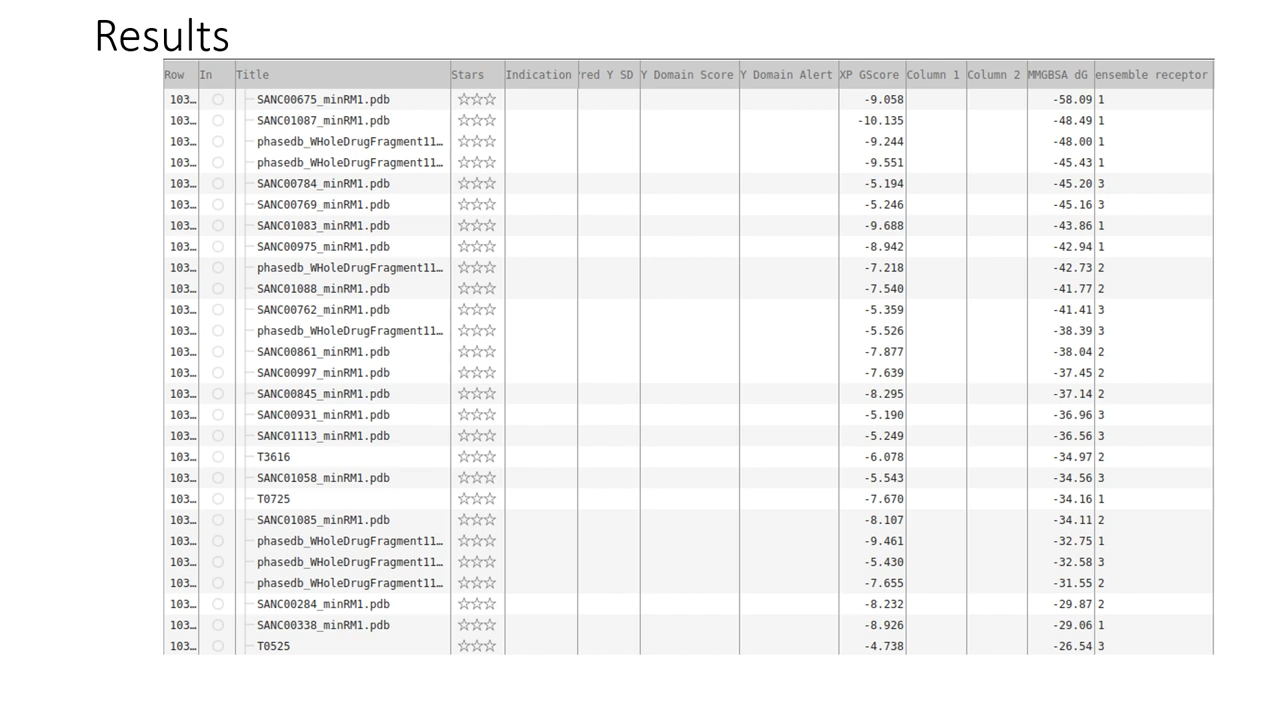 Results
Row In Title Stars Indication Pred Y SD Y Domain Score Y Domain Alert XP GScore Column 1 Column 2 MMGBSA dG ensemble receptor
103… SANC00675_minRM1.pdb ☆☆☆ -9.058 -58.09 1
103… SANC01087_minRM1.pdb ☆☆☆ -10.135 -48.49 1
103… phasedb_WHoleDrugFragment11… ☆☆☆ -9.244 -48.00 1
103… phasedb_WHoleDrugFragment11… ☆☆☆ -9.551 -45.43 1
103… SANC00784_minRM1.pdb ☆☆☆ -5.194 -45.20 3
103… SANC00769_minRM1.pdb ☆☆☆ -5.246 -45.16 3
103… SANC01083_minRM1.pdb ☆☆☆ -9.688 -43.86 1
103… SANC00975_minRM1.pdb ☆☆☆ -8.942 -42.94 1
103… phasedb_WHoleDrugFragment11… ☆☆☆ -7.218 -42.73 2
103… SANC01088_minRM1.pdb ☆☆☆ -7.540 -41.77 2
103… SANC00762_minRM1.pdb ☆☆☆ -5.359 -41.41 3
103… phasedb_WHoleDrugFragment11… ☆☆☆ -5.526 -38.39 3
103… SANC00861_minRM1.pdb ☆☆☆ -7.877 -38.04 2
103… SANC00997_minRM1.pdb ☆☆☆ -7.639 -37.45 2
103… SANC00845_minRM1.pdb ☆☆☆ -8.295 -37.14 2
103… SANC00931_minRM1.pdb ☆☆☆ -5.190 -36.96 3
103… SANC01113_minRM1.pdb ☆☆☆ -5.249 -36.56 3
103… T3616 ☆☆☆ -6.078 -34.97 2
103… SANC01058_minRM1.pdb ☆☆☆ -5.543 -34.56 3
103… T0725 ☆☆☆ -7.670 -34.16 1
103… SANC01085_minRM1.pdb ☆☆☆ -8.107 -34.11 2
103… phasedb_WHoleDrugFragment11… ☆☆☆ -9.461 -32.75 1
103… phasedb_WHoleDrugFragment11… ☆☆☆ -5.430 -32.58 3
103… phasedb_WHoleDrugFragment11… ☆☆☆ -7.655 -31.55 2
103… SANC00284_minRM1.pdb ☆☆☆ -8.232 -29.87 2
103… SANC00338_minRM1.pdb ☆☆☆ -8.926 -29.06 1
103… T0525 ☆☆☆ -4.738 -26.54 3